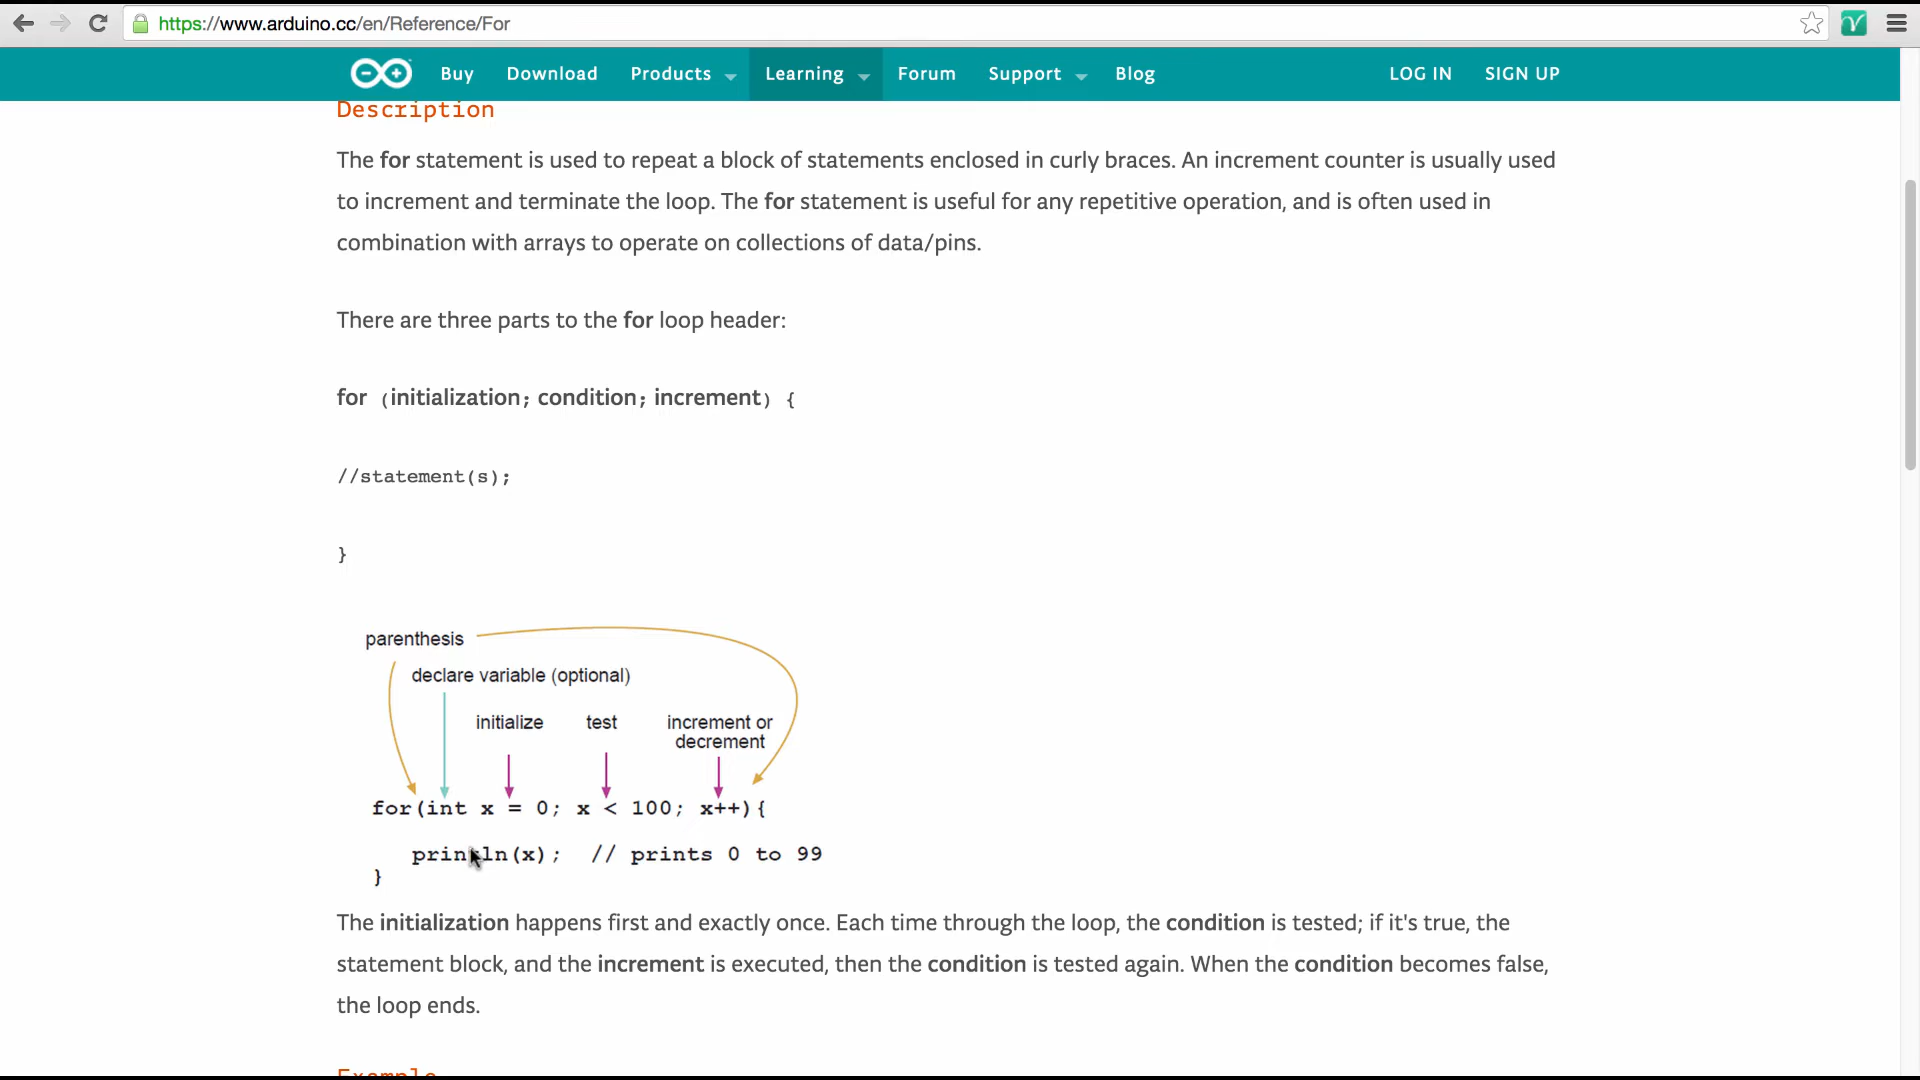 https://www.arduino.cc/en/Reference/For
Buy Download Products Learning Forum Support Blog LOG IN SIGN UP
Description
The for statement is used to repeat a block of statements enclosed in curly braces. An increment counter is usually used
to increment and terminate the loop. The for statement is useful for any repetitive operation, and is often used in
combination with arrays to operate on collections of data/pins.
There are three parts to the for loop header:
for (initialization; condition; increment) {
//statement(s);
}
parenthesis
declare variable (optional)
initialize test increment or
decrement
for(int x = 0; x < 100; x++){
println(x); // prints 0 to 99
}
The initialization happens first and exactly once. Each time through the loop, the condition is tested; if it's true, the
statement block, and the increment is executed, then the condition is tested again. When the condition becomes false,
the loop ends.
Example